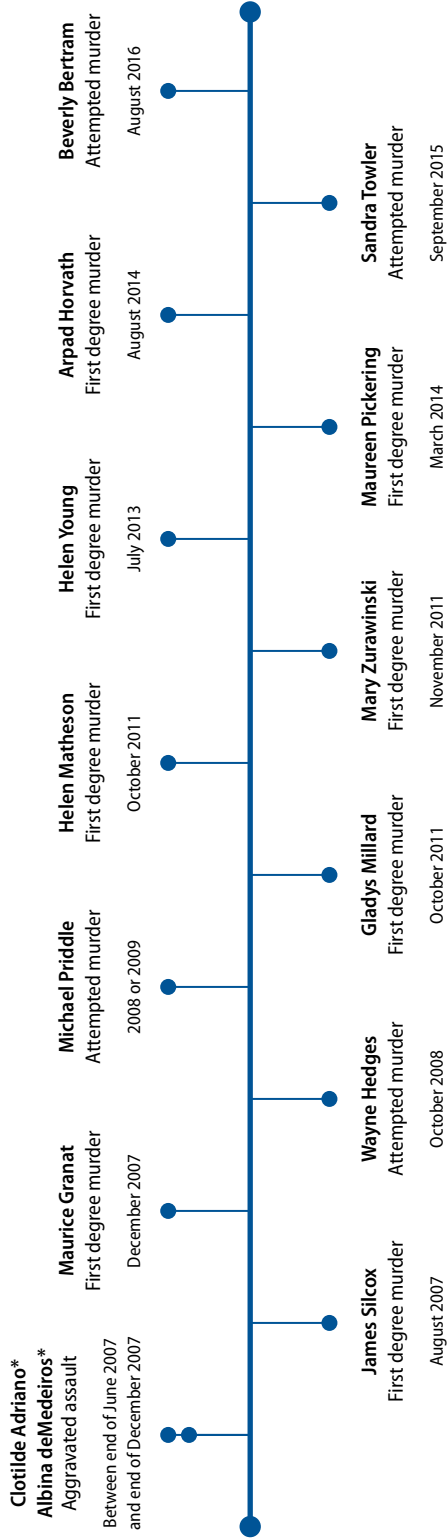 Clotilde Adriano*
Albina deMedeiros*
Aggravated assault
Between end of June 2007
and end of December 2007
James Silcox
First degree murder
August 2007
Maurice Granat
First degree murder
December 2007
Wayne Hedges
Attempted murder
October 2008
Michael Priddle
Attempted murder
2008 or 2009
Gladys Millard
First degree murder
October 2011
Helen Matheson
First degree murder
October 2011
Mary Zurawinski
First degree murder
November 2011
Helen Young
First degree murder
July 2013
Maureen Pickering
First degree murder
March 2014
Arpad Horvath
First degree murder
August 2014
Sandra Towler
Attempted murder
September 2015
Beverly Bertram
Attempted murder
August 2016